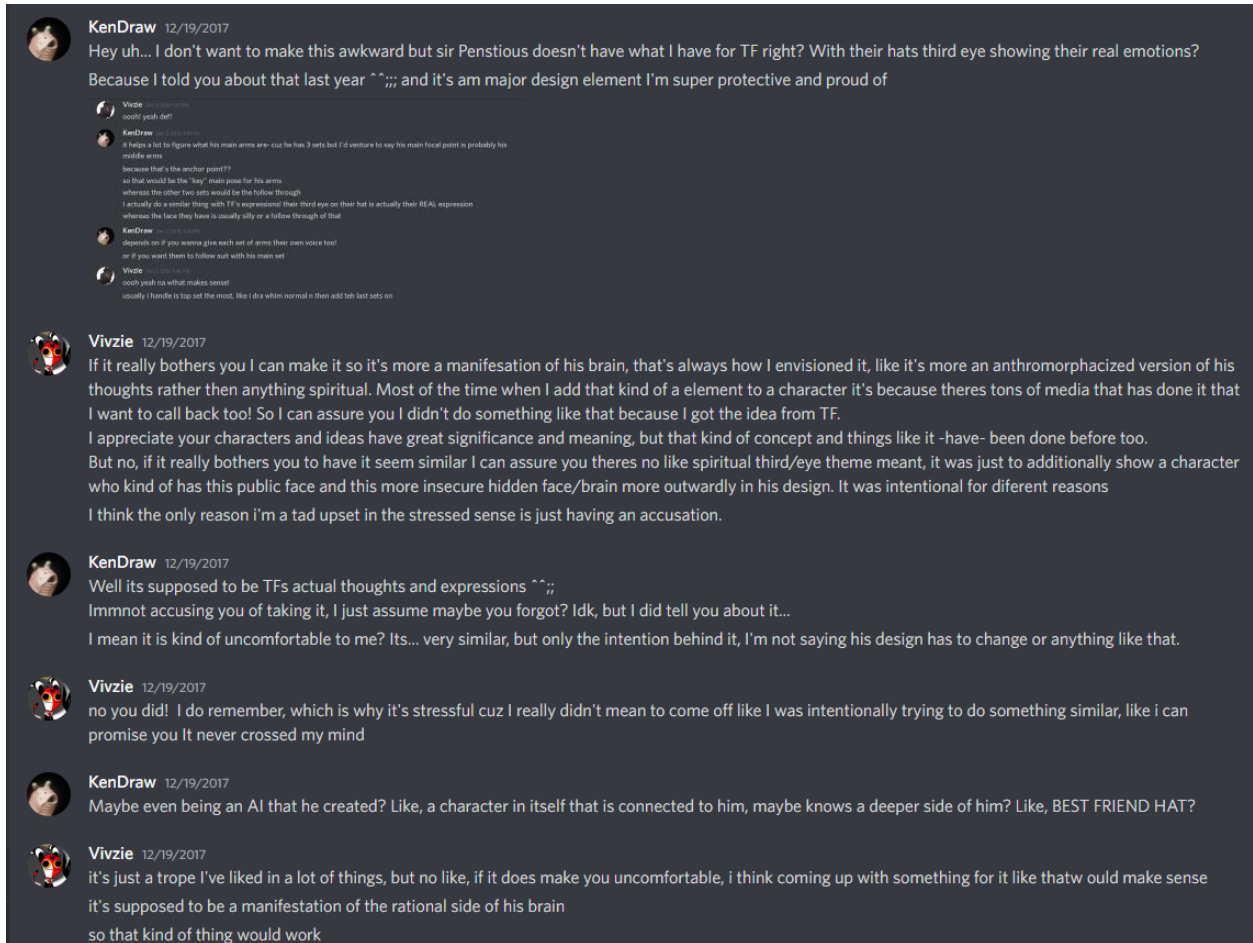 KenDraw 12/19/2017
Hey uh... I don't want to make this awkward but sir Penstious doesn't have what I have for TF right? With their hats third eye showing their real emotions?
Because I told you about that last year ^^;;; and it's am major design element I'm super protective and proud of
Vivzie
oooh! yeah def!
KenDraw
it helps a lot to figure what his main arms are- cuz he has 3 sets but I'd venture to say his main focal point is probably his
middle arms
because that's the anchor point??
so that would be the "key" main pose for his arms
whereas the other two sets would be the follow through
I actually do a similar thing with TF's expressions! their third eye on their hat is actually their REAL expression
whereas the face they have is usually silly or a follow through of that
KenDraw
depends on if you wanna give each set of arms their own voice too!
or if you want them to follow suit with his main set
Vivzie
oooh yeah na wthat makes sense!
usually i handle is top set the most, like i dra whim normal n then add teh last sets on
Vivzie 12/19/2017
If it really bothers you I can make it so it's more a manifesation of his brain, that's always how I envisioned it, like it's more an anthromorphacized version of his
thoughts rather then anything spiritual. Most of the time when I add that kind of a element to a character it's because theres tons of media that has done it that
I want to call back too! So I can assure you I didn't do something like that because I got the idea from TF.
I appreciate your characters and ideas have great significance and meaning, but that kind of concept and things like it -have- been done before too.
But no, if it really bothers you to have it seem similar I can assure you theres no like spiritual third/eye theme meant, it was just to additionally show a character
who kind of has this public face and this more insecure hidden face/brain more outwardly in his design. It was intentional for diferent reasons
I think the only reason i'm a tad upset in the stressed sense is just having an accusation.
KenDraw 12/19/2017
Well its supposed to be TFs actual thoughts and expressions ^^;;
Immnot accusing you of taking it, I just assume maybe you forgot? Idk, but I did tell you about it...
I mean it is kind of uncomfortable to me? Its... very similar, but only the intention behind it, I'm not saying his design has to change or anything like that.
Vivzie 12/19/2017
no you did! I do remember, which is why it's stressful cuz I really didn't mean to come off like I was intentionally trying to do something similar, like i can
promise you It never crossed my mind
KenDraw 12/19/2017
Maybe even being an AI that he created? Like, a character in itself that is connected to him, maybe knows a deeper side of him? Like, BEST FRIEND HAT?
Vivzie 12/19/2017
it's just a trope I've liked in a lot of things, but no like, if it does make you uncomfortable, i think coming up with something for it like thatw ould make sense
it's supposed to be a manifestation of the rational side of his brain
so that kind of thing would work